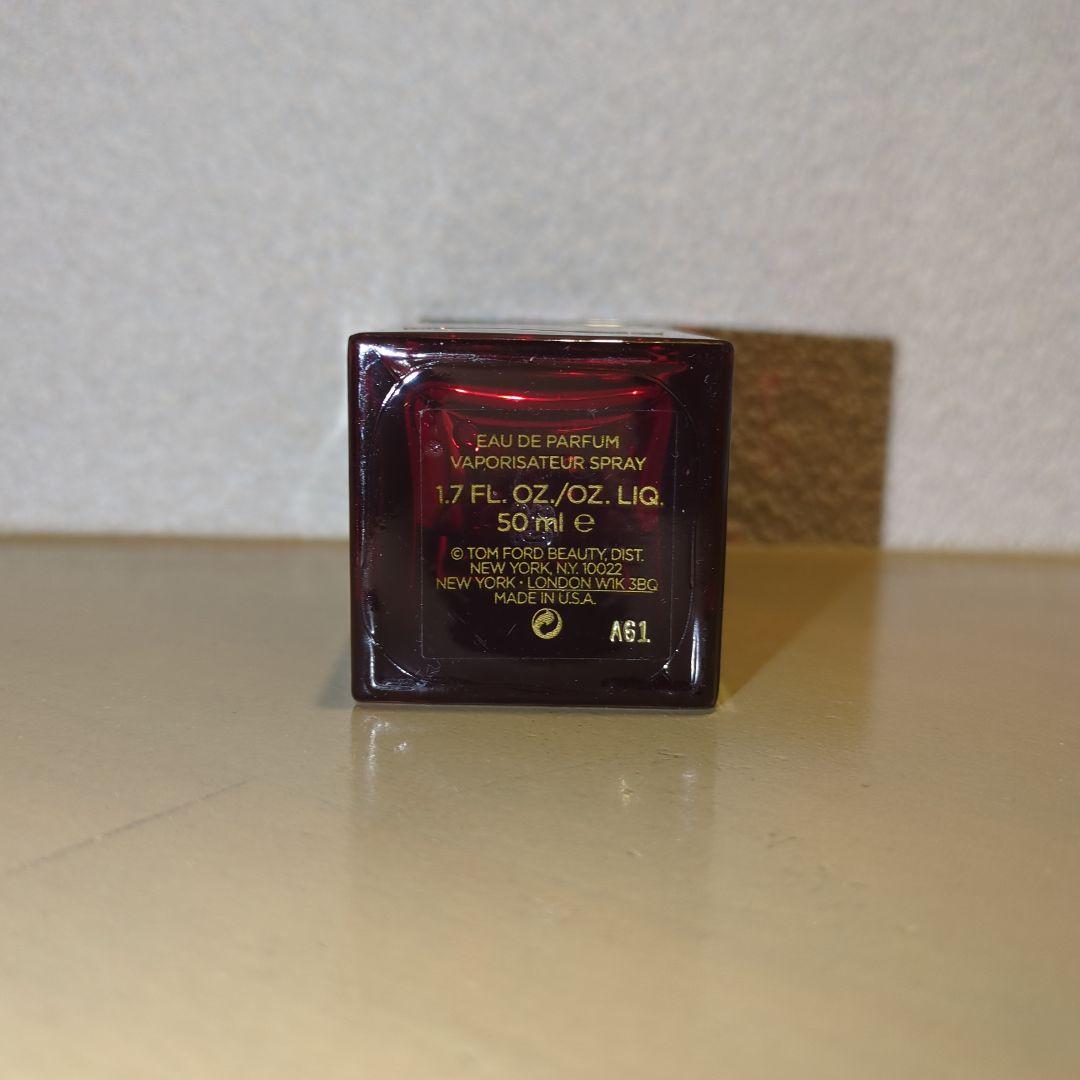 EAU DE PARFUM
VAPORISATEUR SPRAY
1.7 FL. OZ./OZ. LIQ.
50 ml ℮
© TOM FORD BEAUTY, DIST.
NEW YORK, N.Y. 10022
NEW YORK · LONDON W1K 3BQ
MADE IN U.S.A.
A61